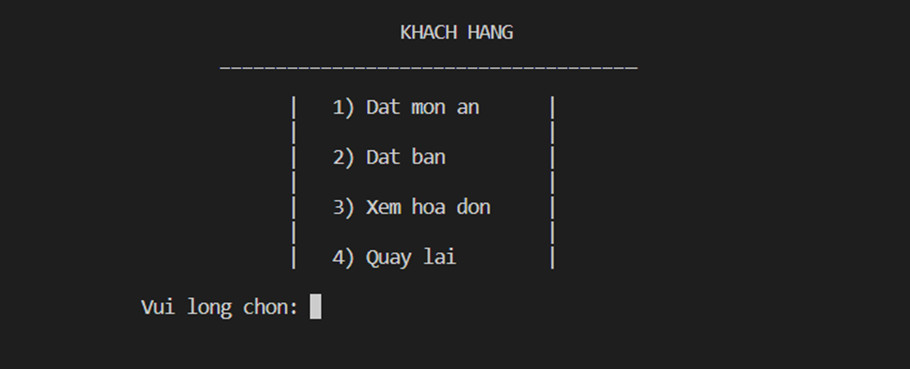 KHACH HANG
_____________________________________
| 1) Dat mon an |
| |
| 2) Dat ban |
| |
| 3) Xem hoa don |
| |
| 4) Quay lai |
Vui long chon: